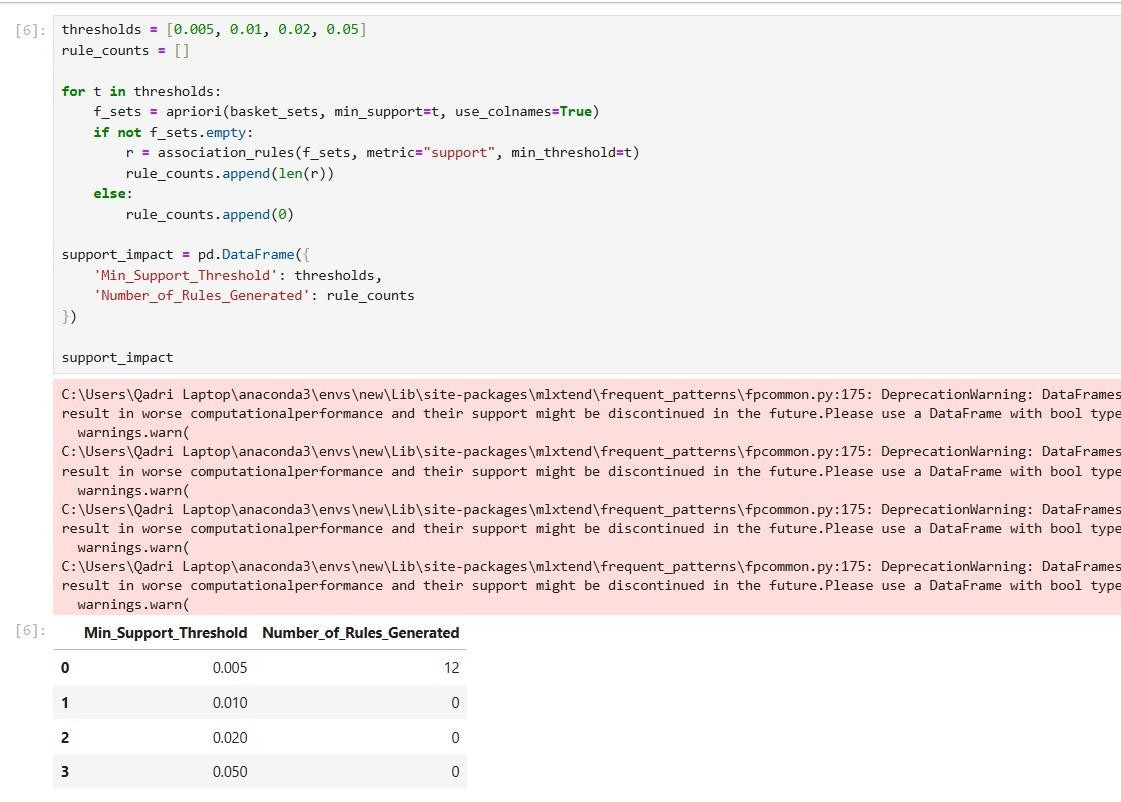 [6]: thresholds = [0.005, 0.01, 0.02, 0.05]
rule_counts = []
for t in thresholds:
f_sets = apriori(basket_sets, min_support=t, use_colnames=True)
if not f_sets.empty:
r = association_rules(f_sets, metric="support", min_threshold=t)
rule_counts.append(len(r))
else:
rule_counts.append(0)
support_impact = pd.DataFrame({
'Min_Support_Threshold': thresholds,
'Number_of_Rules_Generated': rule_counts
})
support_impact
C:\Users\Qadri Laptop\anaconda3\envs\new\Lib\site-packages\mlxtend\frequent_patterns\fpcommon.py:175: DeprecationWarning: DataFrames
result in worse computationalperformance and their support might be discontinued in the future.Please use a DataFrame with bool type
warnings.warn(
C:\Users\Qadri Laptop\anaconda3\envs\new\Lib\site-packages\mlxtend\frequent_patterns\fpcommon.py:175: DeprecationWarning: DataFrames
result in worse computationalperformance and their support might be discontinued in the future.Please use a DataFrame with bool type
warnings.warn(
C:\Users\Qadri Laptop\anaconda3\envs\new\Lib\site-packages\mlxtend\frequent_patterns\fpcommon.py:175: DeprecationWarning: DataFrames
result in worse computationalperformance and their support might be discontinued in the future.Please use a DataFrame with bool type
warnings.warn(
C:\Users\Qadri Laptop\anaconda3\envs\new\Lib\site-packages\mlxtend\frequent_patterns\fpcommon.py:175: DeprecationWarning: DataFrames
result in worse computationalperformance and their support might be discontinued in the future.Please use a DataFrame with bool type
warnings.warn(
[6]: Min_Support_Threshold Number_of_Rules_Generated
0 0.005 12
1 0.010 0
2 0.020 0
3 0.050 0